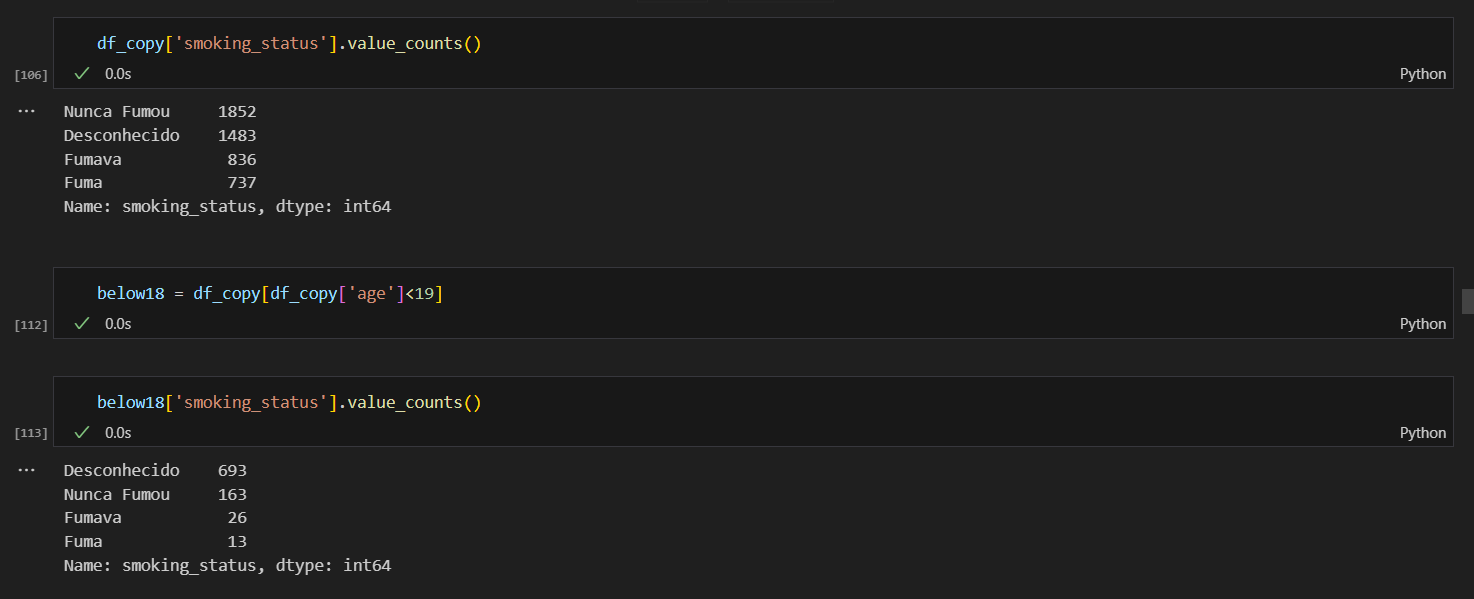 df_copy['smoking_status'].value_counts()
[106] 0.0s Python
Nunca Fumou 1852
Desconhecido 1483
Fumava 836
Fuma 737
Name: smoking_status, dtype: int64
below18 = df_copy[df_copy['age']<19]
[112] 0.0s Python
below18['smoking_status'].value_counts()
[113] 0.0s Python
Desconhecido 693
Nunca Fumou 163
Fumava 26
Fuma 13
Name: smoking_status, dtype: int64